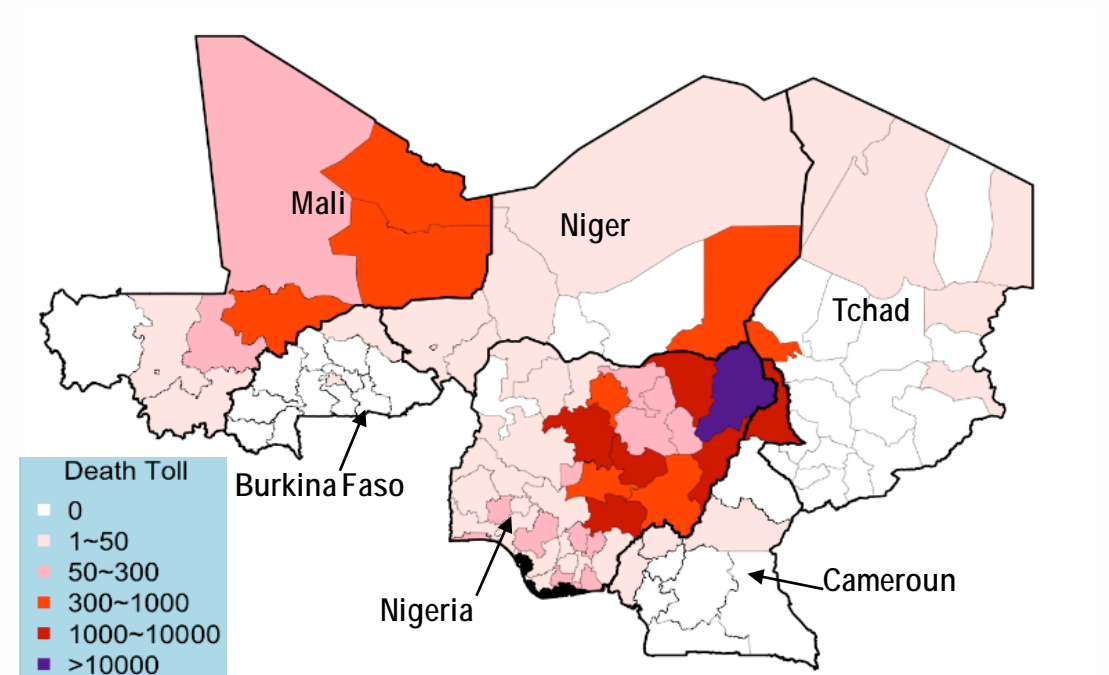 Mali
Niger
Tchad
Burkina Faso
Nigeria
Cameroun
Death Toll
0
1~50
50~300
300~1000
1000~10000
>10000